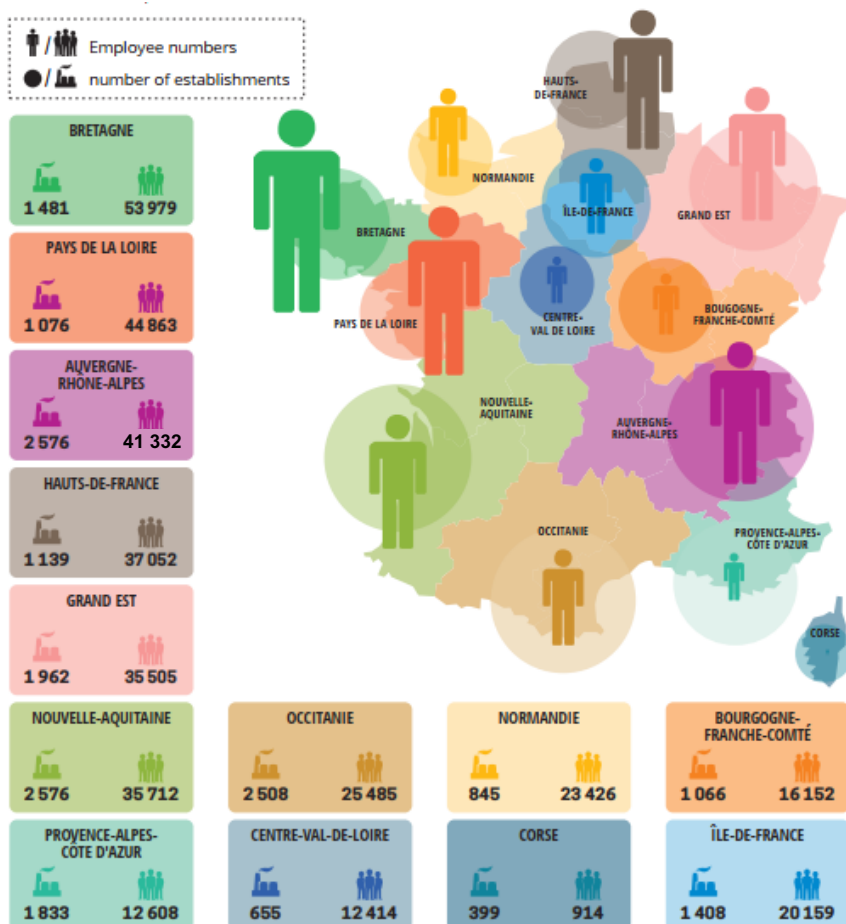 Employee numbers
number of establishments
BRETAGNE
1 481 53 979
PAYS DE LA LOIRE
1 076 44 863
AUVERGNE-
RHÔNE-ALPES
2 576 41 332
HAUTS-DE-FRANCE
1 139 37 052
GRAND EST
1 962 35 505
NOUVELLE-AQUITAINE
2 576 35 712
OCCITANIE
2 508 25 485
NORMANDIE
845 23 426
BOURGOGNE-
FRANCHE-COMTÉ
1 066 16 152
PROVENCE-ALPES-
CÔTE D'AZUR
1 833 12 608
CENTRE-VAL-DE-LOIRE
655 12 414
CORSE
399 914
ÎLE-DE-FRANCE
1 408 20 159
HAUTS-
DE-FRANCE
NORMANDIE
ÎLE-DE-FRANCE
GRAND EST
BRETAGNE
PAYS DE LA LOIRE
CENTRE-
VAL DE LOIRE
BOUGOGNE-
FRANCHE-COMTÉ
NOUVELLE-
AQUITAINE
AUVERGNE-
RHÔNE-ALPES
OCCITANIE
PROVENCE-ALPES-
CÔTE D'AZUR
CORSE